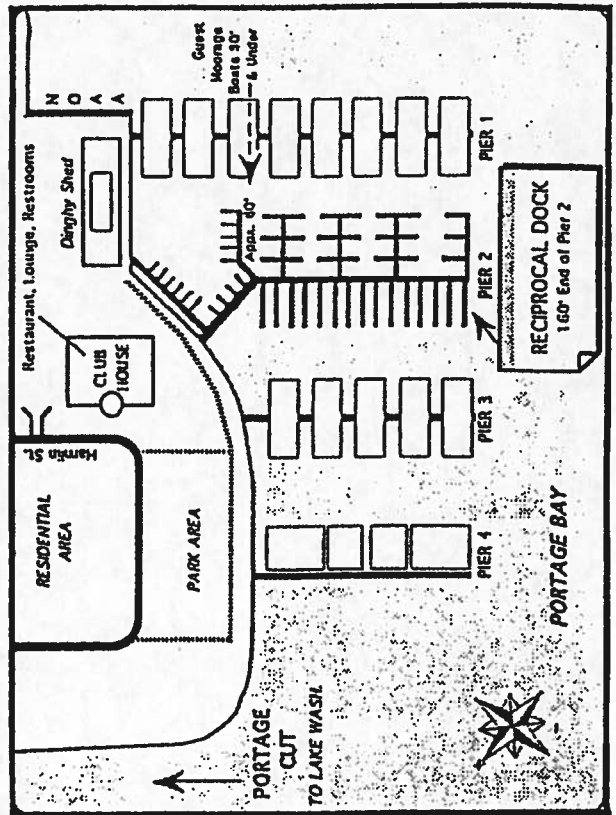 Restaurant, Lounge, Restrooms
Dinghy Shed
N O A A
CLUB
HOUSE
Hamlin St.
RESIDENTIAL
AREA
PARK AREA
Guest
Moorage
Boats 30'
& Under
Appx. 60'
PIER 1
PIER 2
PIER 3
PIER 4
RECIPROCAL DOCK
160' End of Pier 2
PORTAGE BAY
PORTAGE
CUT
TO LAKE WASH.